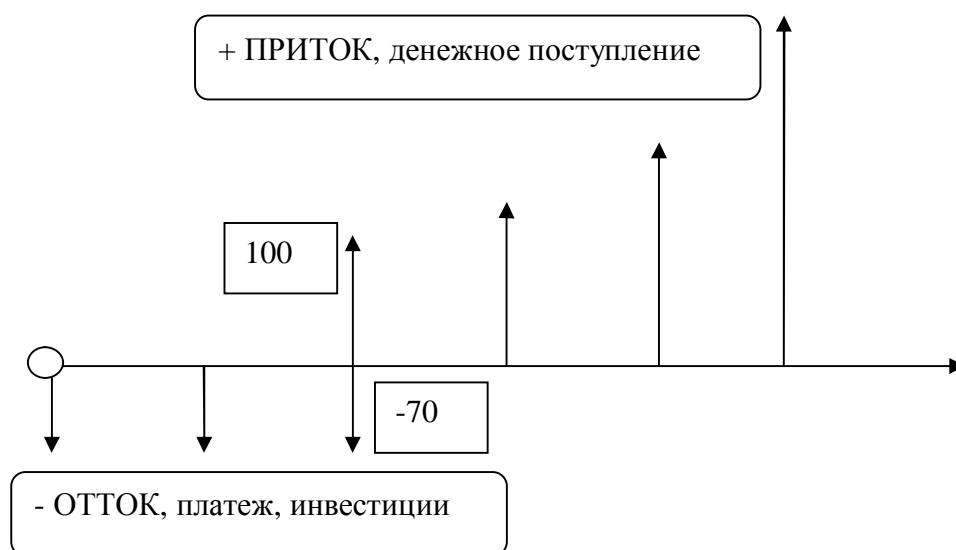 + ПРИТОК, денежное поступление
100
-70
- ОТТОК, платеж, инвестиции